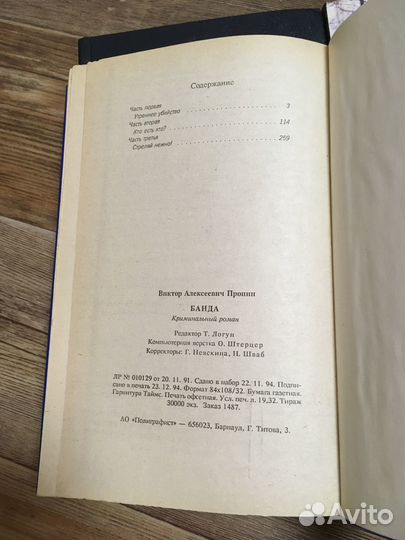 Содержание
Часть первая
Утреннее убийство 3
Часть вторая
Кто есть кто? 114
Часть третья
Стреляй нежно! 259
Виктор Алексеевич Пронин
БАНДА
Криминальный роман
Редактор Т. Логун
Компьютерная верстка О. Штерцер
Корректоры: Г. Невскина, Н. Шваб
ЛР № 010129 от 20. 11. 91. Сдано в набор 22. 11. 94. Подпи-
сано в печать 23. 12. 94. Формат 84х108/32. Бумага газетная.
Гарнитура Таймс. Печать офсетная. Усл. печ. л. 19,32. Тираж
30000 экз. Заказ 1487.
АО «Полиграфист» — 656023, Барнаул, Г. Титова, 3.
Avito